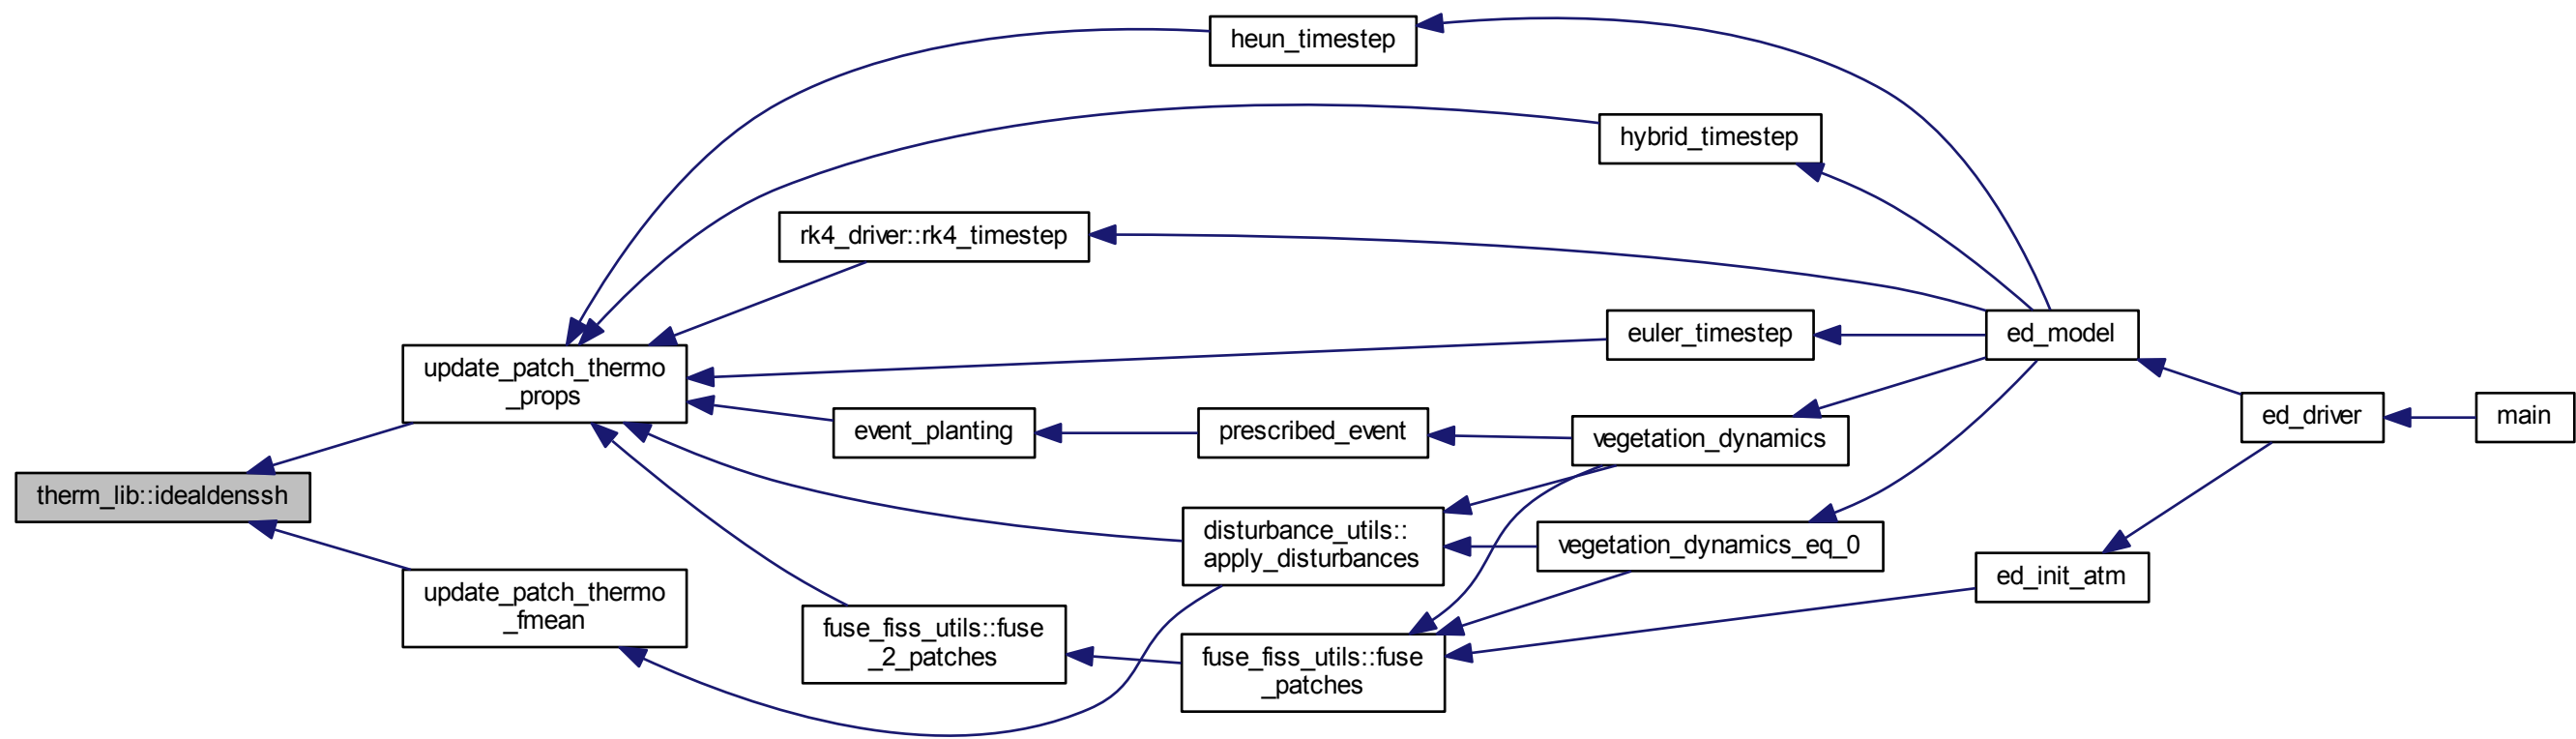 heun_timestep
hybrid_timestep
rk4_driver::rk4_timestep
euler_timestep
ed_model
update_patch_thermo
_props
event_planting
prescribed_event
vegetation_dynamics
ed_driver
main
therm_lib::idealdenssh
disturbance_utils::
apply_disturbances
vegetation_dynamics_eq_0
ed_init_atm
update_patch_thermo
_fmean
fuse_fiss_utils::fuse
_2_patches
fuse_fiss_utils::fuse
_patches